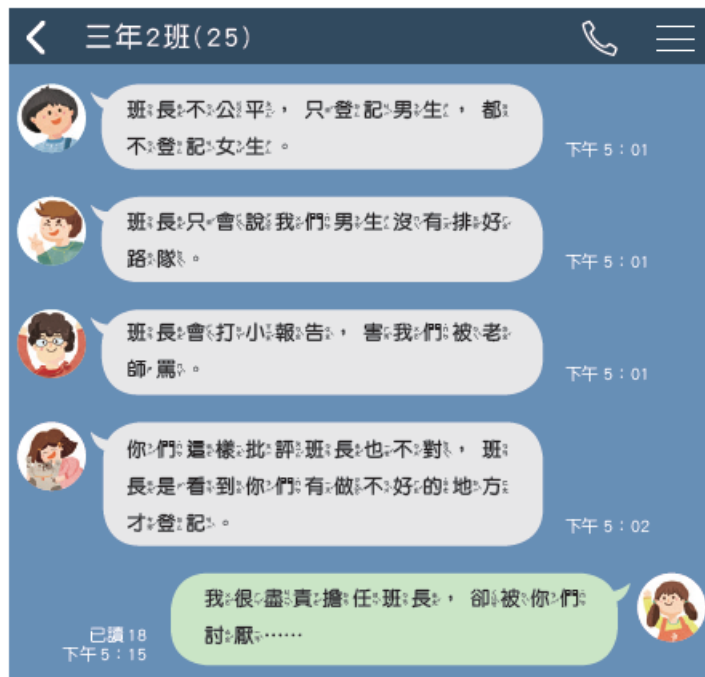 三年2班(25)
班長不公平， 只登記男生， 都
不登記女生。
下午 5：01
班長只會說我們男生沒有排好
路隊。
下午 5：01
班長會打小報告， 害我們被老
師罵。
下午 5：01
你們這樣批評班長也不對， 班
長是看到你們有做不好的地方
才登記。
下午 5：02
我很盡責擔任班長， 卻被你們
討厭……
已讀 18
下午 5：15